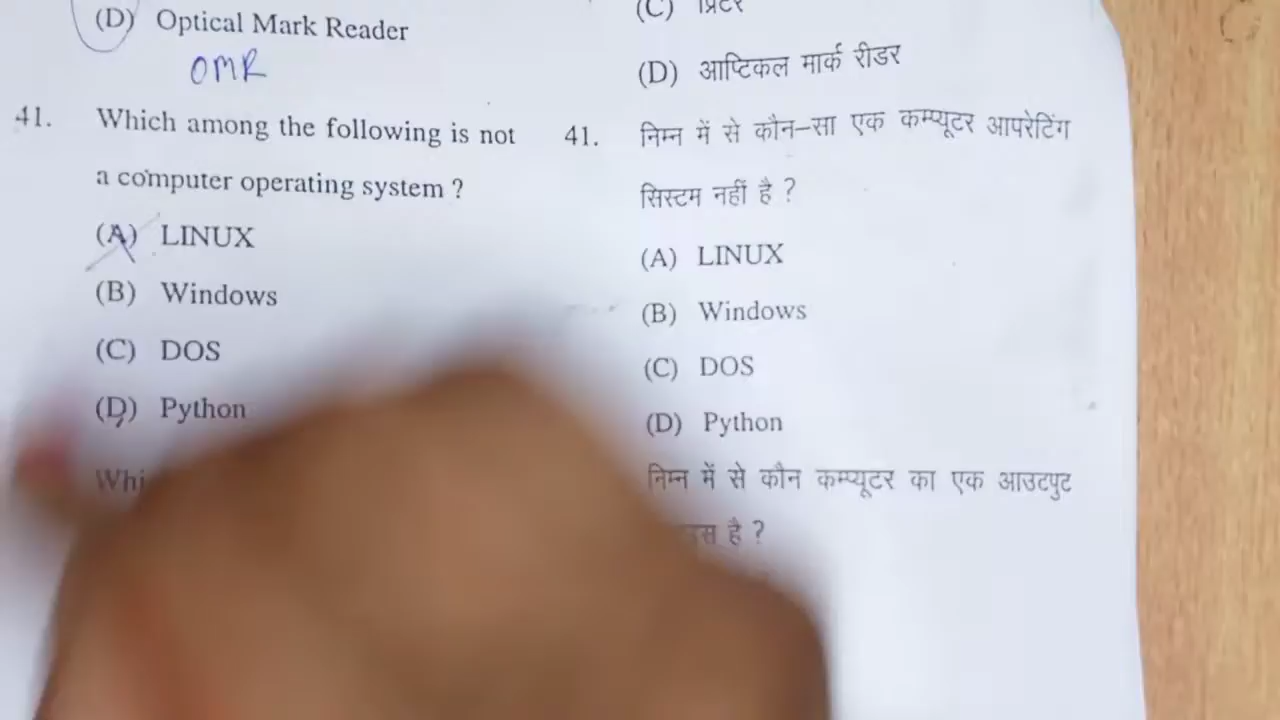 (D) Optical Mark Reader
OMR
41. Which among the following is not
a computer operating system ?
(A) LINUX
(B) Windows
(C) DOS
(D) Python
(C) प्रिंटर
(D) आप्टिकल मार्क रीडर
41. निम्न में से कौन-सा एक कम्प्यूटर आपरेटिंग
सिस्टम नहीं है ?
(A) LINUX
(B) Windows
(C) DOS
(D) Python
निम्न में से कौन कम्प्यूटर का एक आउटपुट
है ?